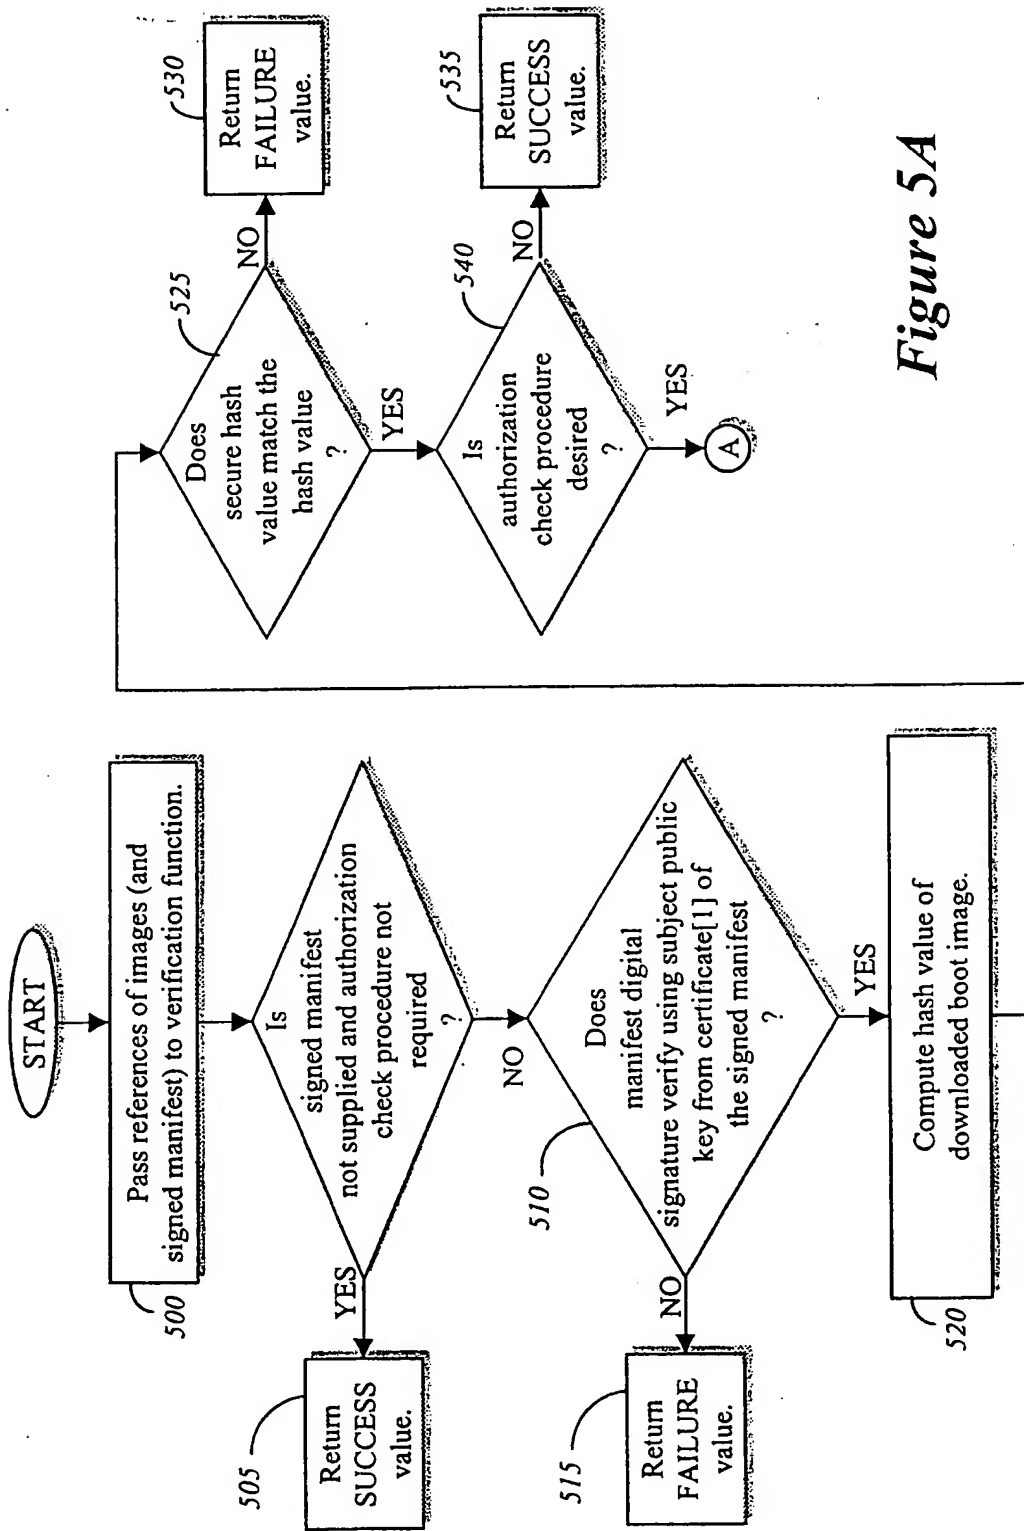 START
Pass references of images (and
signed manifest) to verification function.
500
Is
signed manifest
not supplied and authorization
check procedure not
required
?
YES
Return
SUCCESS
value.
505
NO
Does
manifest digital
signature verify using subject public
key from certificate[1] of
the signed manifest
?
510
NO
Return
FAILURE
value.
515
YES
Compute hash value of
downloaded boot image.
520
Does
secure hash
value match the
hash value
?
525
NO
Return
FAILURE
value.
530
YES
Is
authorization
check procedure
desired
?
540
NO
Return
SUCCESS
value.
535
YES
A
Figure 5A